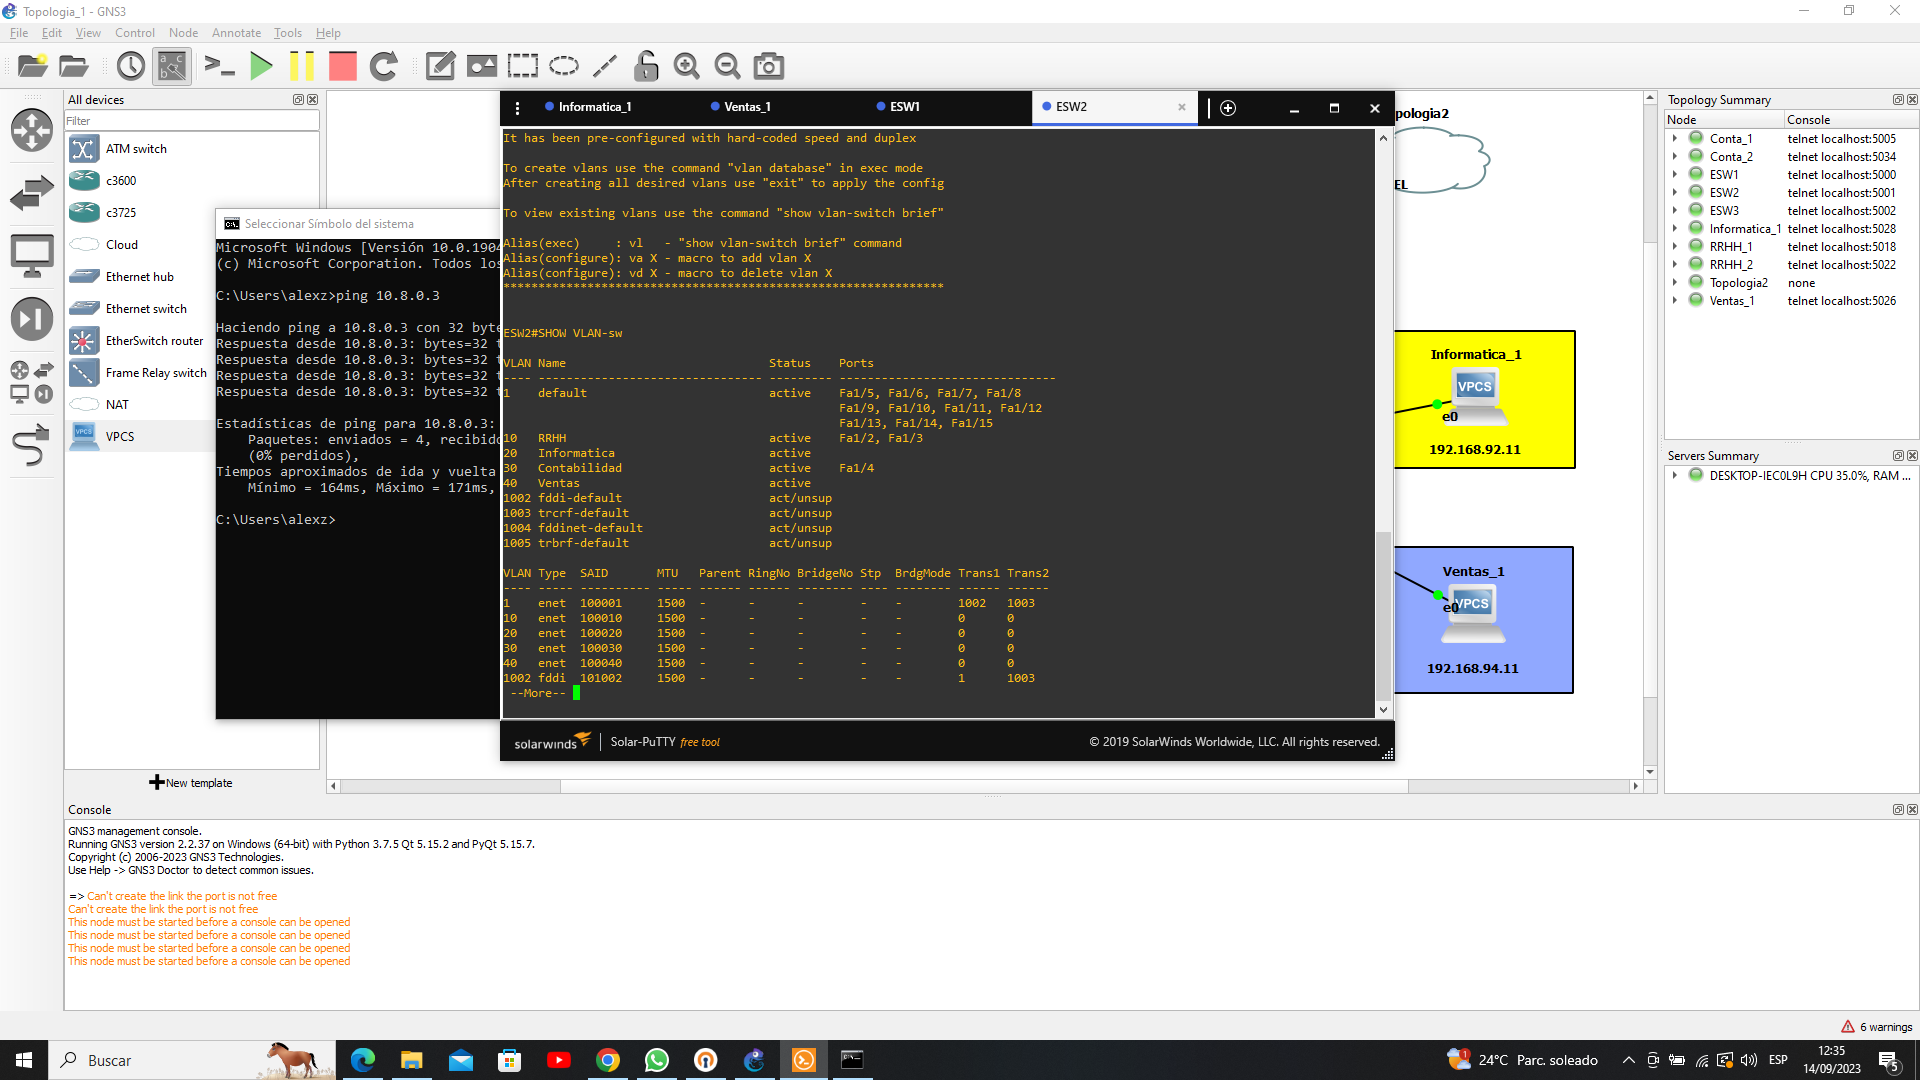 Topologia_1 - GNS3
File Edit View Control Node Annotate Tools Help
All devices
Filter
ATM switch
c3600
c3725
Cloud
Ethernet hub
Ethernet switch
EtherSwitch router
Frame Relay switch
NAT
VPCS
New template
Seleccionar Símbolo del sistema
Microsoft Windows [Versión 10.0.1904
(c) Microsoft Corporation. Todos los
C:\Users\alexz>ping 10.8.0.3
Haciendo ping a 10.8.0.3 con 32 byte
Respuesta desde 10.8.0.3: bytes=32 t
Respuesta desde 10.8.0.3: bytes=32 t
Respuesta desde 10.8.0.3: bytes=32 t
Respuesta desde 10.8.0.3: bytes=32 t
Estadísticas de ping para 10.8.0.3:
Paquetes: enviados = 4, recibido
(0% perdidos),
Tiempos aproximados de ida y vuelta
Mínimo = 164ms, Máximo = 171ms,
C:\Users\alexz>
Informatica_1 Ventas_1 ESW1 ESW2
It has been pre-configured with hard-coded speed and duplex
To create vlans use the command "vlan database" in exec mode
After creating all desired vlans use "exit" to apply the config
To view existing vlans use the command "show vlan-switch brief"
Alias(exec)     : vl   - "show vlan-switch brief" command
Alias(configure): va X - macro to add vlan X
Alias(configure): vd X - macro to delete vlan X
***************************************************************
ESW2#SHOW VLAN-sw
VLAN Name                             Status    Ports
---- -------------------------------- --------- -------------------------------
1    default                          active    Fa1/5, Fa1/6, Fa1/7, Fa1/8
                                                Fa1/9, Fa1/10, Fa1/11, Fa1/12
                                                Fa1/13, Fa1/14, Fa1/15
10   RRHH                             active    Fa1/2, Fa1/3
20   Informatica                      active
30   Contabilidad                     active    Fa1/4
40   Ventas                           active
1002 fddi-default                     act/unsup
1003 trcrf-default                    act/unsup
1004 fddinet-default                  act/unsup
1005 trbrf-default                    act/unsup
VLAN Type  SAID       MTU   Parent RingNo BridgeNo Stp  BrdgMode Trans1 Trans2
---- ----- ---------- ----- ------ ------ -------- ---- -------- ------ ------
1    enet  100001     1500  -      -      -        -    -        1002   1003
10   enet  100010     1500  -      -      -        -    -        0      0
20   enet  100020     1500  -      -      -        -    -        0      0
30   enet  100030     1500  -      -      -        -    -        0      0
40   enet  100040     1500  -      -      -        -    -        0      0
1002 fddi  101002     1500  -      -      -        -    -        1      1003
--More--
solarwinds Solar-PuTTY free tool © 2019 SolarWinds Worldwide, LLC. All rights reserved.
pologia2
EL
Informatica_1
VPCS
e0
192.168.92.11
Ventas_1
VPCS
e0
192.168.94.11
Topology Summary
Node Console
Conta_1 telnet localhost:5005
Conta_2 telnet localhost:5034
ESW1 telnet localhost:5000
ESW2 telnet localhost:5001
ESW3 telnet localhost:5002
Informatica_1 telnet localhost:5028
RRHH_1 telnet localhost:5018
RRHH_2 telnet localhost:5022
Topologia2 none
Ventas_1 telnet localhost:5026
Servers Summary
DESKTOP-IEC0L9H CPU 35.0%, RAM ...
Console
GNS3 management console.
Running GNS3 version 2.2.37 on Windows (64-bit) with Python 3.7.5 Qt 5.15.2 and PyQt 5.15.7.
Copyright (c) 2006-2023 GNS3 Technologies.
Use Help -> GNS3 Doctor to detect common issues.
=> Can't create the link the port is not free
Can't create the link the port is not free
This node must be started before a console can be opened
This node must be started before a console can be opened
This node must be started before a console can be opened
This node must be started before a console can be opened
6 warnings
Buscar
1
24°C Parc. soleado
ESP
12:35
14/09/2023
5